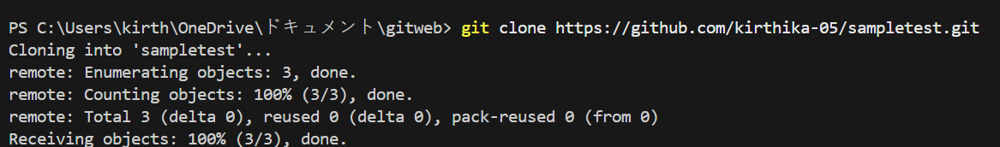 PS C:\Users\kirth\OneDrive\ドキュメント\gitweb> git clone https://github.com/kirthika-05/sampletest.git
Cloning into 'sampletest'...
remote: Enumerating objects: 3, done.
remote: Counting objects: 100% (3/3), done.
remote: Total 3 (delta 0), reused 0 (delta 0), pack-reused 0 (from 0)
Receiving objects: 100% (3/3), done.